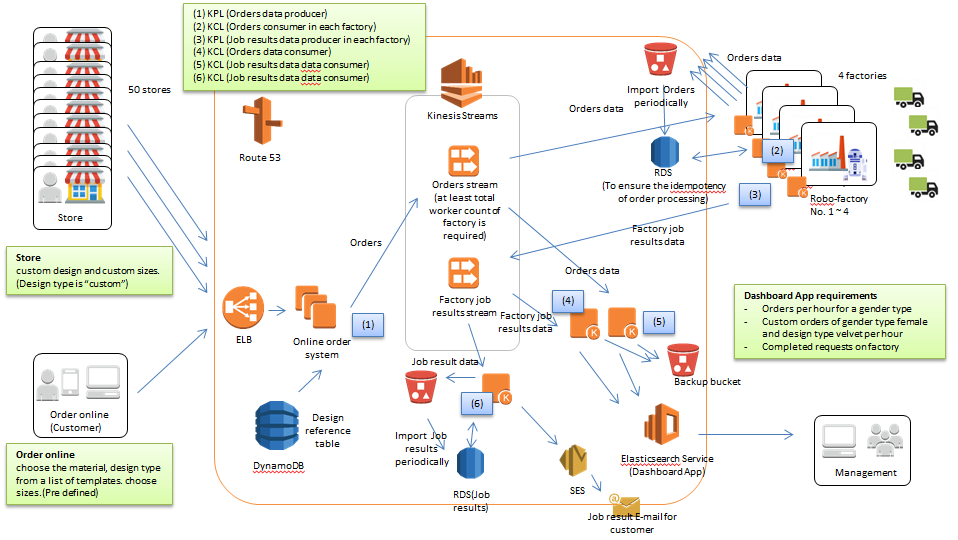 (1) KPL (Orders data producer)
(2) KCL (Orders consumer in each factory)
(3) KPL (Job results data producer in each factory)
(4) KCL (Orders data consumer)
(5) KCL (Job results data data consumer)
(6) KCL (Job results data data consumer)
50 stores
Store
Store
custom design and custom sizes.
(Design type is “custom”)
Order online
(Customer)
Order online
choose the material, design type
from a list of templates. choose
sizes.(Pre defined)
Route 53
ELB
Online order
system
(1)
Orders
DynamoDB
Design
reference
table
Kinesis Streams
Orders stream
(at least total
worker count of
factory is
required)
Factory job
results stream
Orders data
Import Orders
periodically
RDS
(To ensure the idempotency
of order processing)
Orders data
4 factories
(2)
(3)
Robo-factory
No. 1 ~ 4
Factory job
results data
Orders data
(4)
(5)
Factory job
results data
Backup bucket
Job result data
(6)
Import Job
results
periodically
RDS(Job
results)
SES
Job result E-mail for
customer
Elasticsearch Service
(Dashboard App)
Dashboard App requirements
- Orders per hour for a gender type
- Custom orders of gender type female
and design type velvet per hour
- Completed requests on factory
Management
K
K
K
K
K